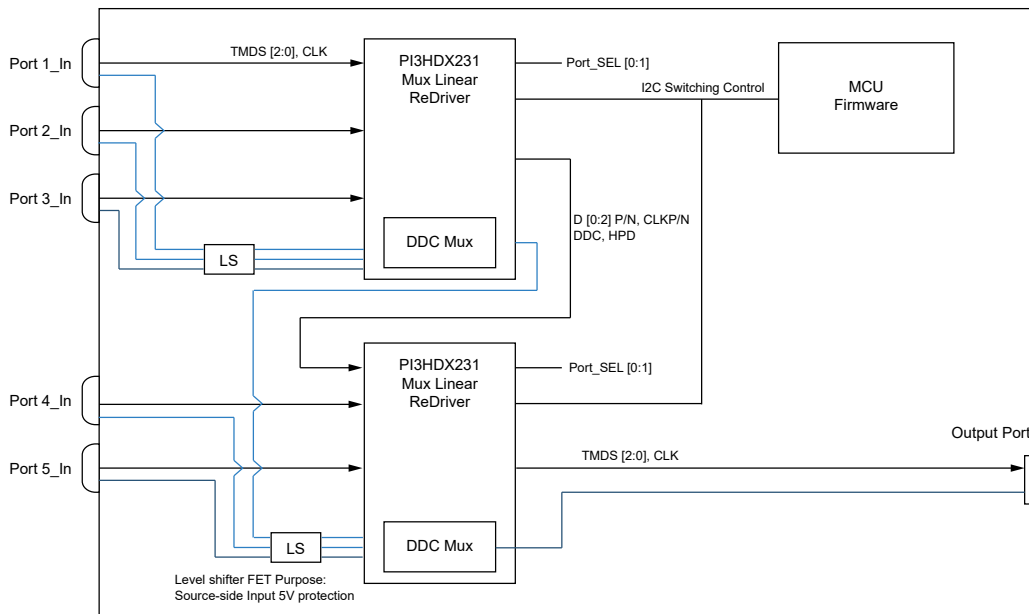 Port 1_In
TMDS [2:0], CLK
PI3HDX231
Mux Linear
ReDriver
Port_SEL [0:1]
I2C Switching Control
MCU
Firmware
Port 2_In
Port 3_In
D [0:2] P/N, CLKP/N
DDC, HPD
DDC Mux
LS
PI3HDX231
Mux Linear
ReDriver
Port_SEL [0:1]
Port 4_In
Output Port
Port 5_In
TMDS [2:0], CLK
DDC Mux
LS
Level shifter FET Purpose:
Source-side Input 5V protection